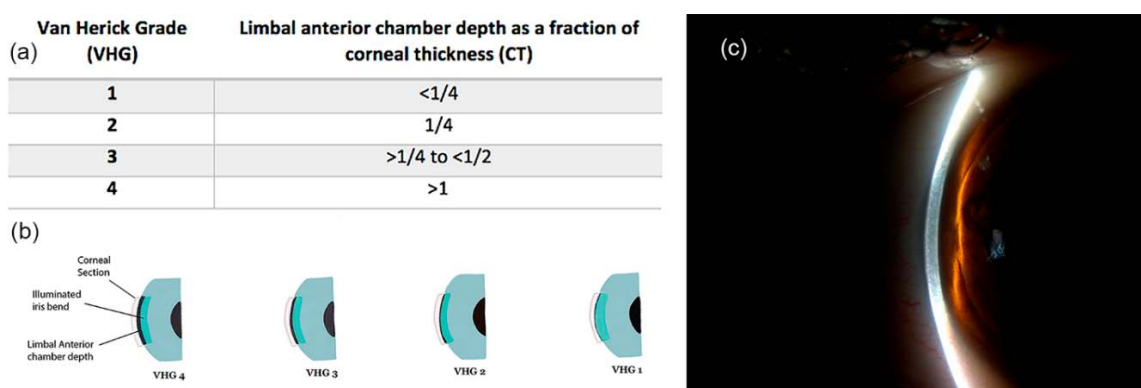 (a)
Van Herick Grade
(VHG)
Limbal anterior chamber depth as a fraction of
corneal thickness (CT)
1
<1/4
2
1/4
3
>1/4 to <1/2
4
>1
(b)
Corneal
Section
Illuminated
iris bend
Limbal Anterior
chamber depth
VHG 4
VHG 3
VHG 2
VHG 1
(c)